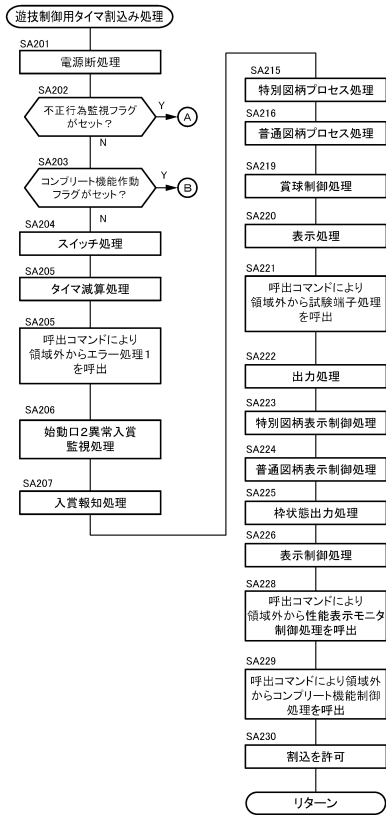 遊技制御用タイマ割込み処理
SA201
電源断処理
SA202
不正行為監視フラグ
がセット？
Y
A
N
SA203
コンプリート機能作動
フラグがセット？
Y
B
N
SA204
スイッチ処理
SA205
タイマ減算処理
SA205
呼出コマンドにより
領域外からエラー処理1
を呼出
SA206
始動口2異常入賞
監視処理
SA207
入賞報知処理
SA215
特別図柄プロセス処理
SA216
普通図柄プロセス処理
SA219
賞球制御処理
SA220
表示処理
SA221
呼出コマンドにより
領域外から試験端子処理
を呼出
SA222
出力処理
SA223
特別図柄表示制御処理
SA224
普通図柄表示制御処理
SA225
枠状態出力処理
SA226
表示制御処理
SA228
呼出コマンドにより
領域外から性能表示モニタ
制御処理を呼出
SA229
呼出コマンドにより領域外
からコンプリート機能制御
処理を呼出
SA230
割込を許可
リターン